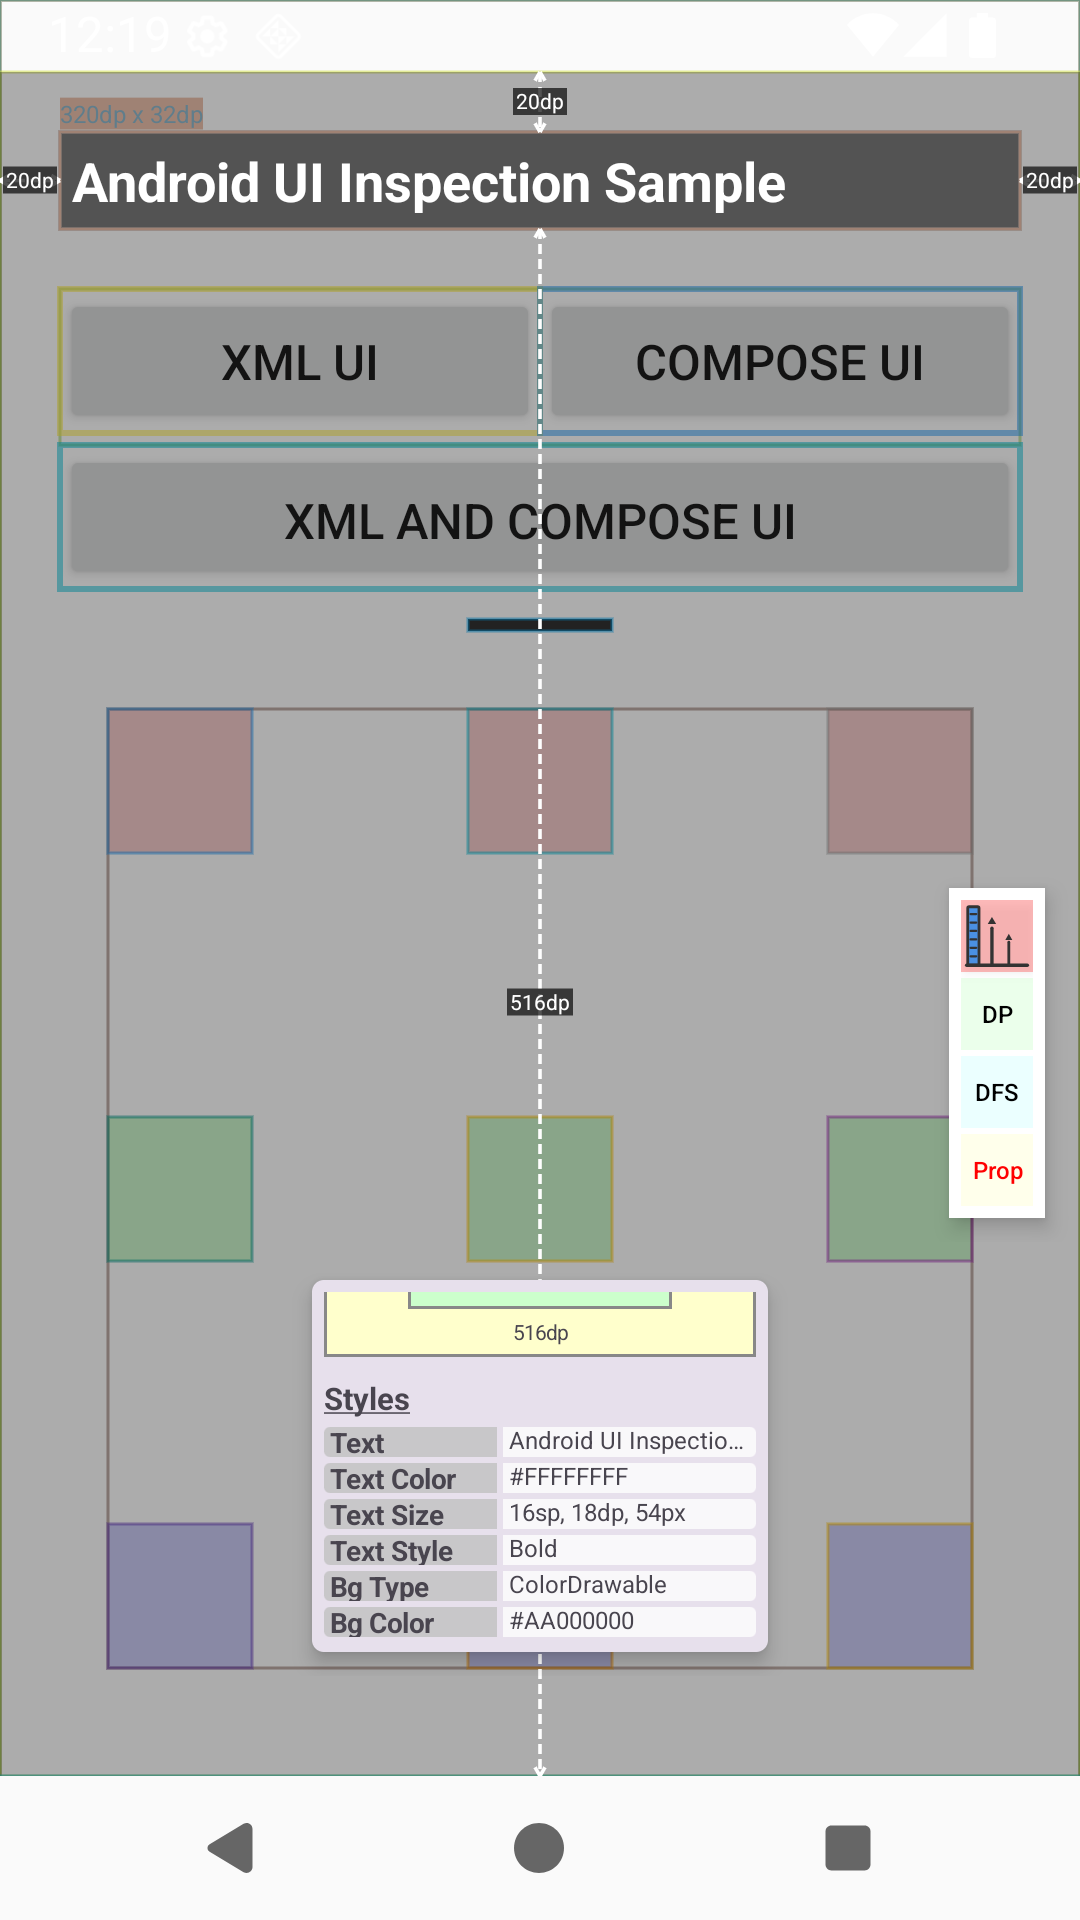 12:19
20dp
320dp x 32dp
20dp
Android UI Inspection Sample
20dp
XML UI
COMPOSE UI
XML AND COMPOSE UI
516dp
DP
DFS
Prop
516dp
Styles
Text
Android UI Inspectio...
Text Color
#FFFFFFFF
Text Size
16sp, 18dp, 54px
Text Style
Bold
Bg Type
ColorDrawable
Bg Color
#AA000000